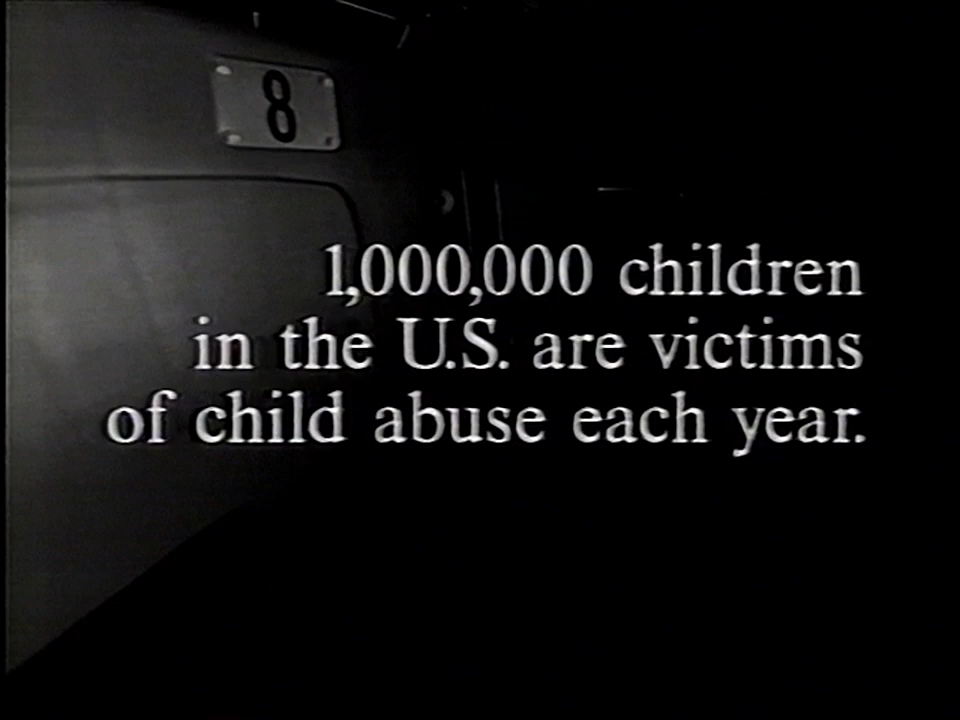 8
1,000,000 children
in the U.S. are victims
of child abuse each year.